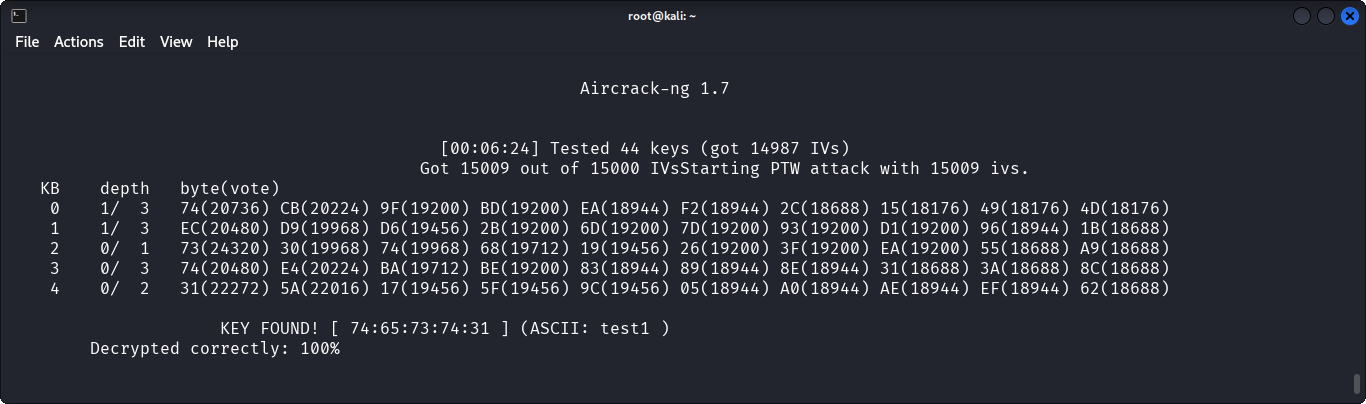 root@kali: ~
File Actions Edit View Help
Aircrack-ng 1.7
[00:06:24] Tested 44 keys (got 14987 IVs)
Got 15009 out of 15000 IVsStarting PTW attack with 15009 ivs.
KB depth byte(vote)
0 1/ 3 74(20736) CB(20224) 9F(19200) BD(19200) EA(18944) F2(18944) 2C(18688) 15(18176) 49(18176) 4D(18176)
1 1/ 3 EC(20480) D9(19968) D6(19456) 2B(19200) 6D(19200) 7D(19200) 93(19200) D1(19200) 96(18944) 1B(18688)
2 0/ 1 73(24320) 30(19968) 74(19968) 68(19712) 19(19456) 26(19200) 3F(19200) EA(19200) 55(18688) A9(18688)
3 0/ 3 74(20480) E4(20224) BA(19712) BE(19200) 83(18944) 89(18944) 8E(18944) 31(18688) 3A(18688) 8C(18688)
4 0/ 2 31(22272) 5A(22016) 17(19456) 5F(19456) 9C(19456) 05(18944) A0(18944) AE(18944) EF(18944) 62(18688)
KEY FOUND! [ 74:65:73:74:31 ] (ASCII: test1 )
Decrypted correctly: 100%